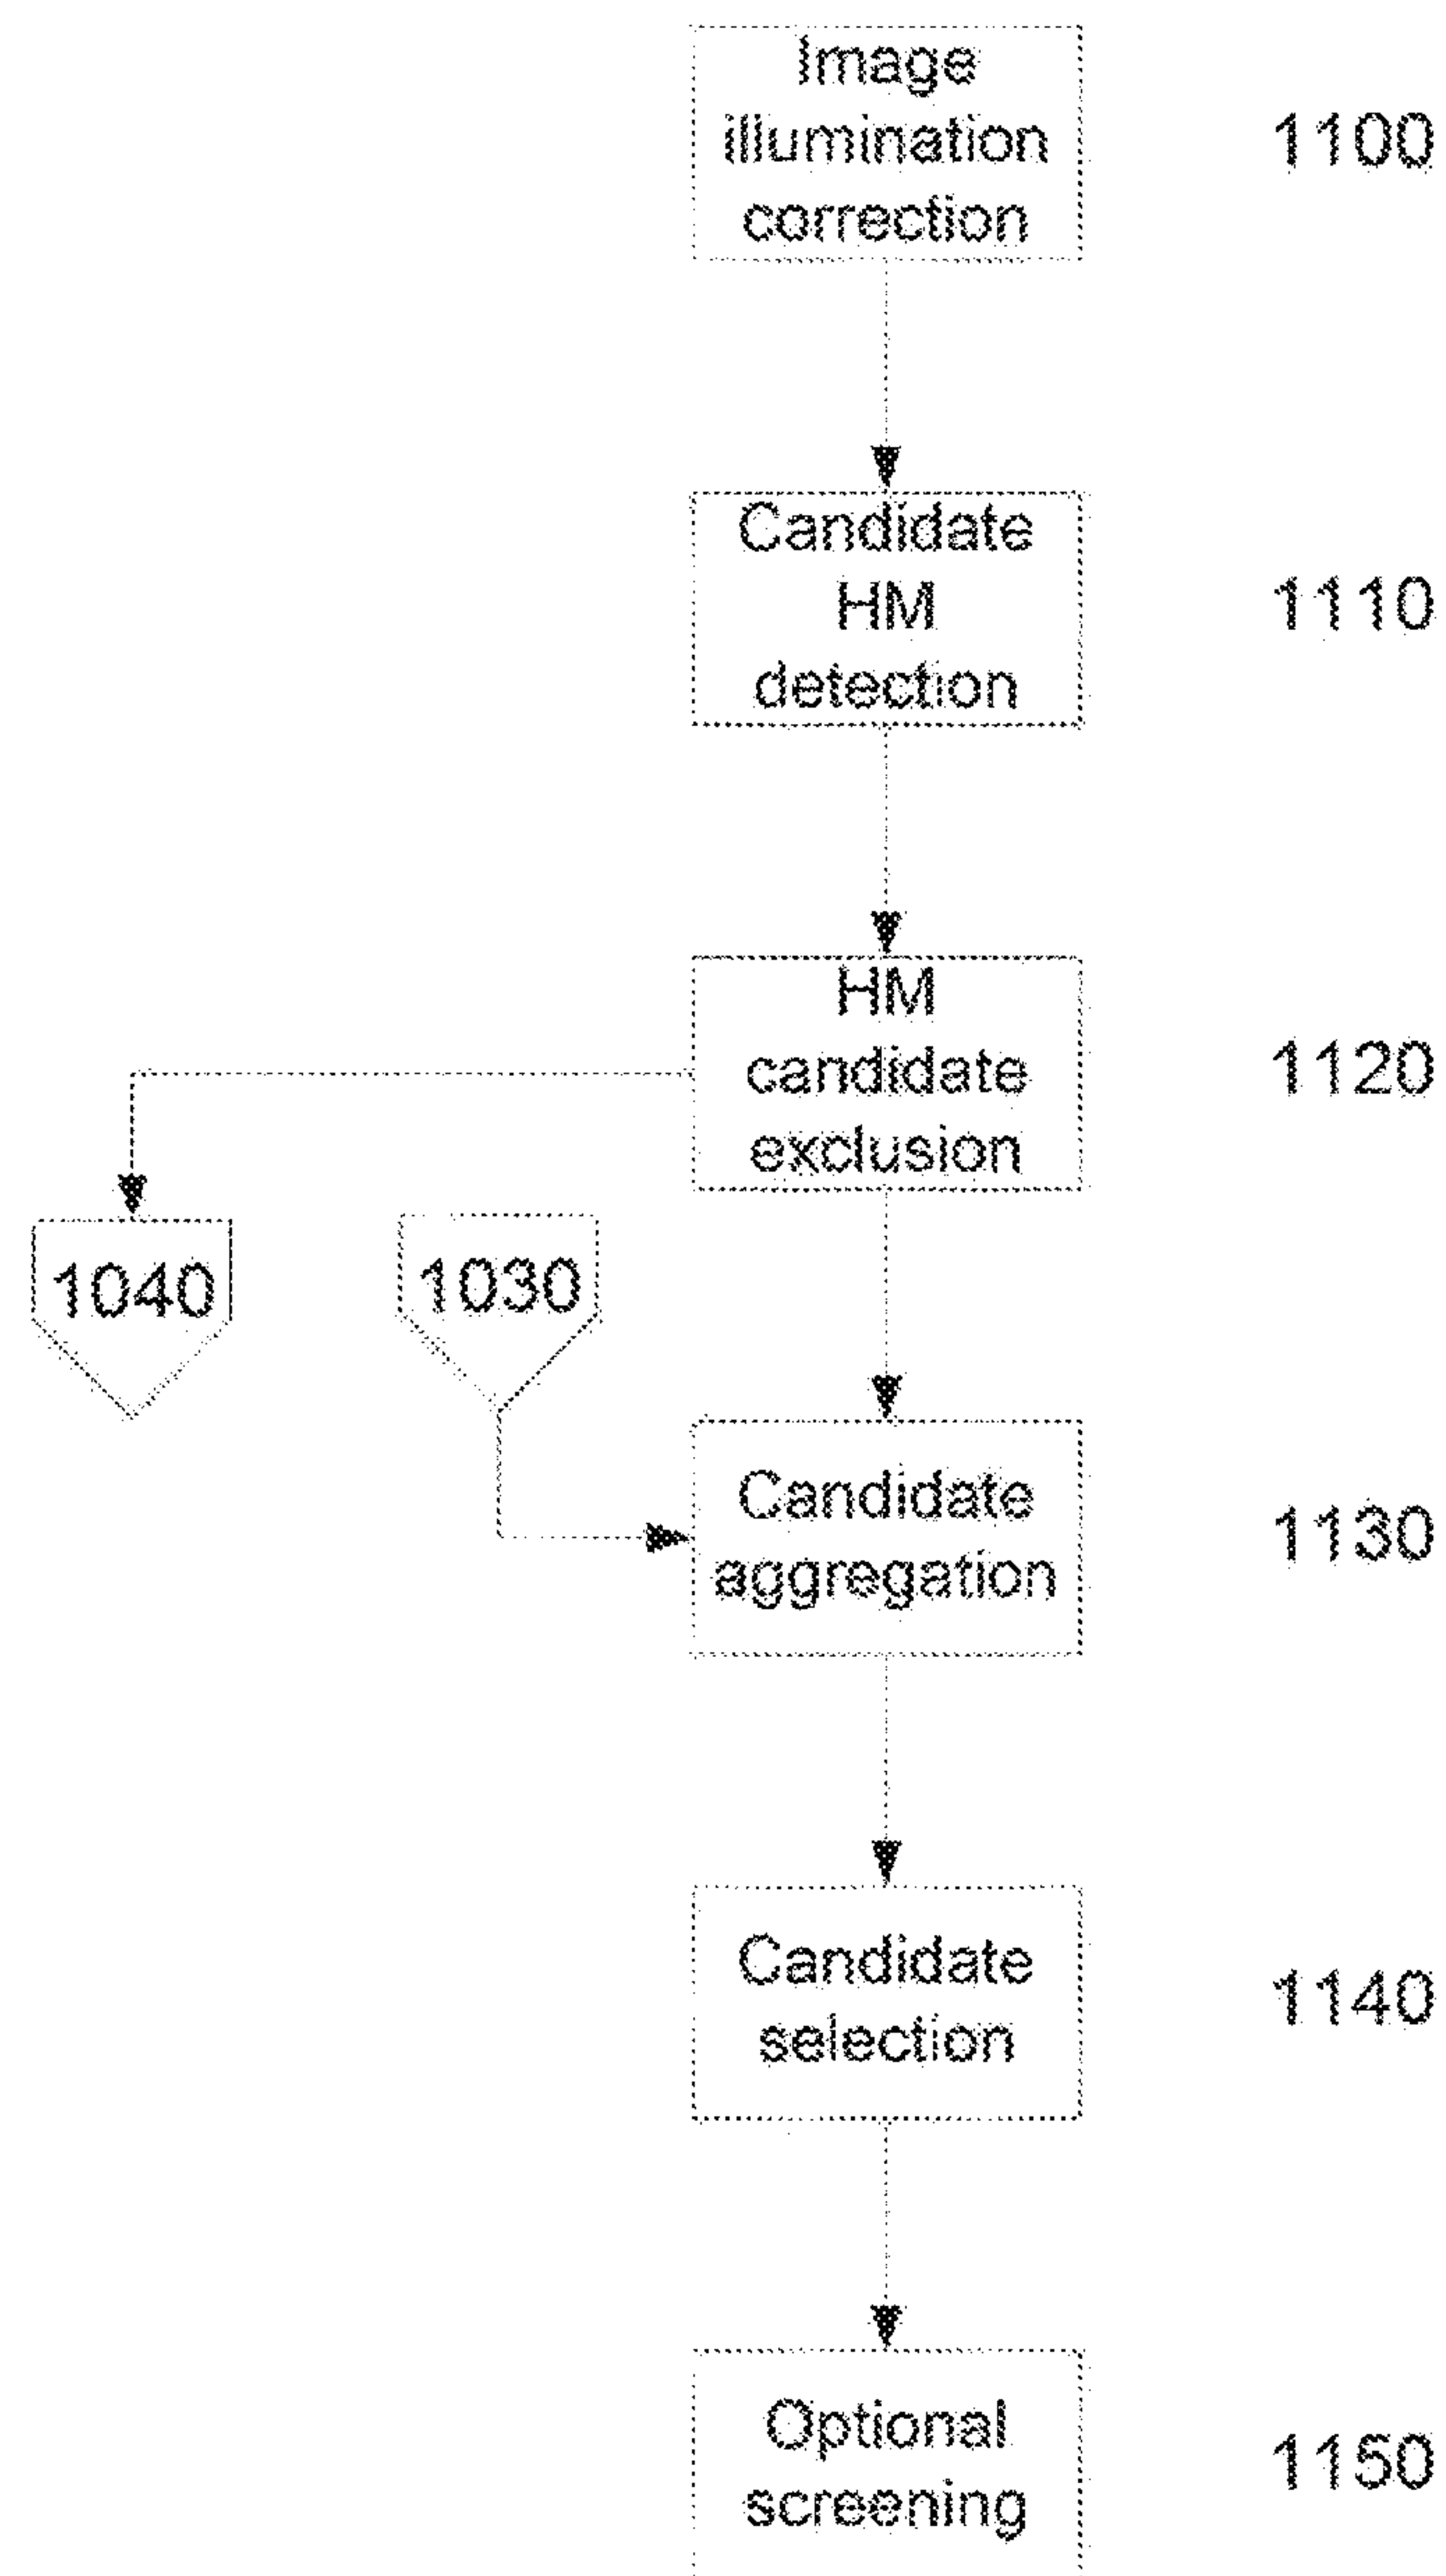 Image
illumination
correction
1100
Candidate
HM
detection
1110
HM
candidate
exclusion
1120
1040
1030
Candidate
aggregation
1130
Candidate
selection
1140
Optional
screening
1150